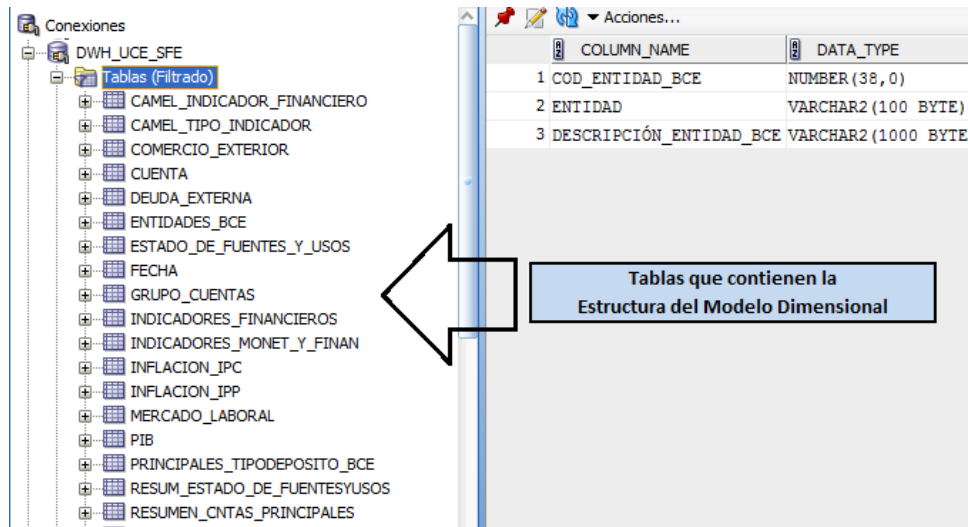 Conexiones
DWH_UCE_SFE
Tablas (Filtrado)
CAMEL_INDICADOR_FINANCIERO
CAMEL_TIPO_INDICADOR
COMERCIO_EXTERIOR
CUENTA
DEUDA_EXTERNA
ENTIDADES_BCE
ESTADO_DE_FUENTES_Y_USOS
FECHA
GRUPO_CUENTAS
INDICADORES_FINANCIEROS
INDICADORES_MONET_Y_FINAN
INFLACION_IPC
INFLACION_IPP
MERCADO_LABORAL
PIB
PRINCIPALES_TIPODEPOSITO_BCE
RESUM_ESTADO_DE_FUENTESYUSOS
RESUMEN_CNTAS_PRINCIPALES
Acciones...
COLUMN_NAME DATA_TYPE
1 COD_ENTIDAD_BCE NUMBER(38,0)
2 ENTIDAD VARCHAR2(100 BYTE)
3 DESCRIPCIÓN_ENTIDAD_BCE VARCHAR2(1000 BYTE
Tablas que contienen la
Estructura del Modelo Dimensional